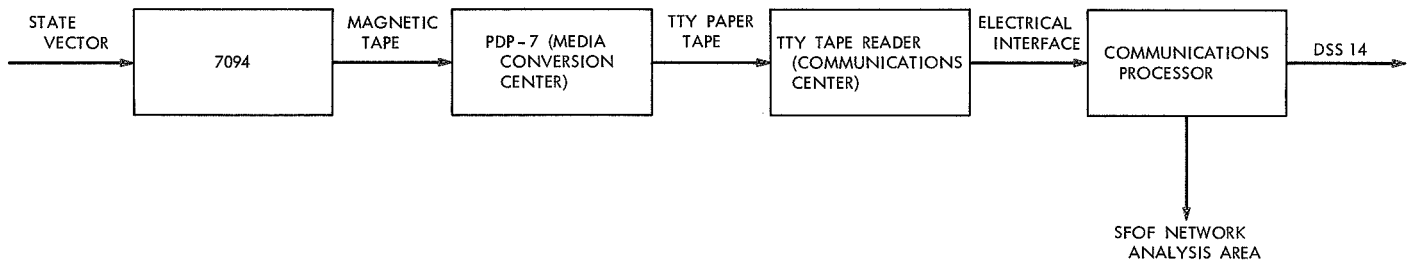 STATE
VECTOR
7094
MAGNETIC
TAPE
PDP-7 (MEDIA
CONVERSION
CENTER)
TTY PAPER
TAPE
TTY TAPE READER
(COMMUNICATIONS
CENTER)
ELECTRICAL
INTERFACE
COMMUNICATIONS
PROCESSOR
DSS 14
SFOF NETWORK
ANALYSIS AREA